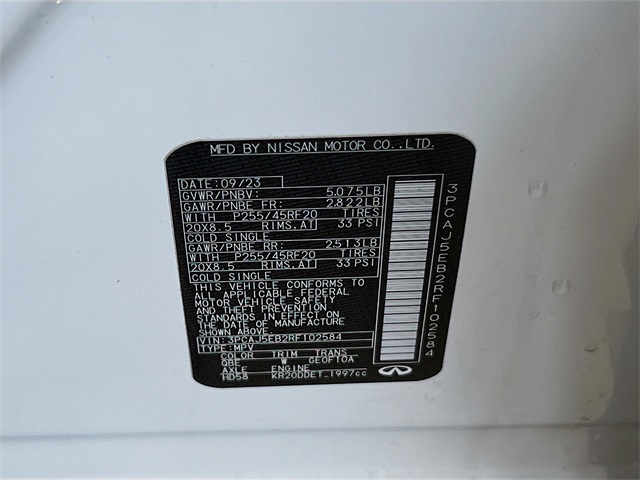 MFD BY NISSAN MOTOR CO.,LTD.
DATE: 09/23
GVWR/PNBV: 5,075LB
GAWR/PNBE FR: 2,822LB
WITH P255/45RF20 TIRES
20X8.5 RIMS.AT 33 PSI
COLD SINGLE
GAWR/PNBE RR: 2,513LB
WITH P255/45RF20 TIRES
20X8.5 RIMS.AT 33 PSI
COLD SINGLE
THIS VEHICLE CONFORMS TO
ALL APPLICABLE FEDERAL
MOTOR VEHICLE SAFETY
AND THEFT PREVENTION
STANDARDS IN EFFECT ON
THE DATE OF MANUFACTURE
SHOWN ABOVE.
VIN: 3PCAJ5EB2RF102584
TYPE: MPV
COLOR TRIM TRANS
QBE W GE0F10A
AXLE ENGINE
HD58 KR20DDET 1997cc
3PCAJ5EB2RF102584